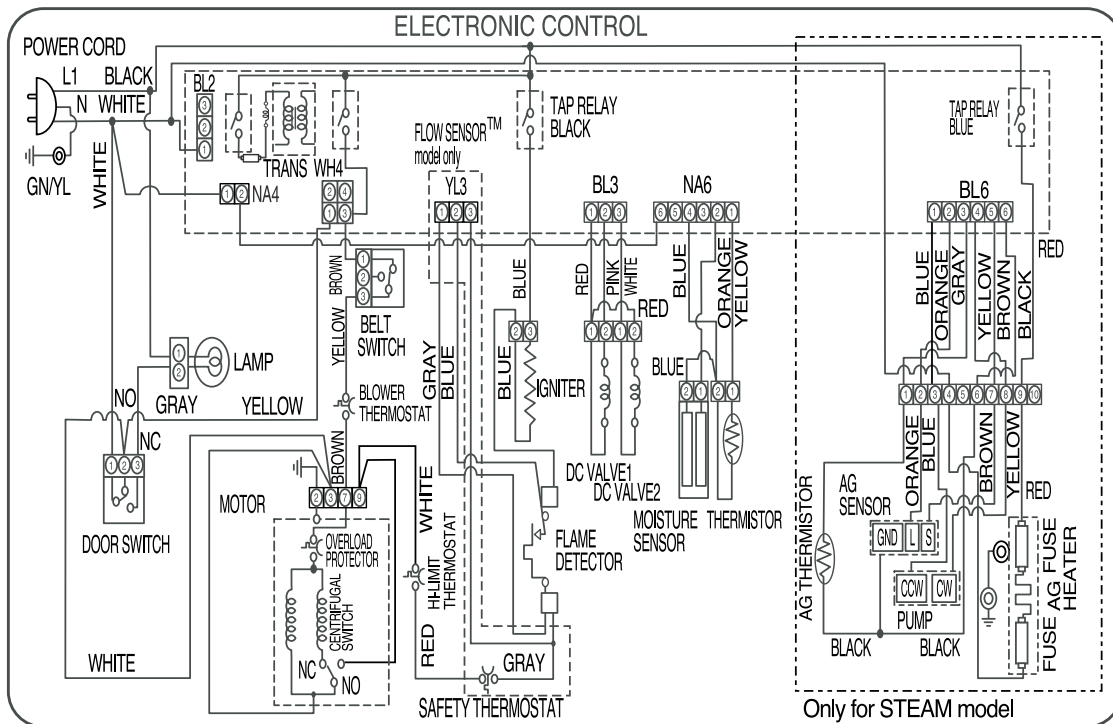 ELECTRONIC CONTROL
POWER CORD
L1 BLACK
N WHITE
GN/YL
WHITE
BL2
3
2
1
TRANS
WH4
2 4
1 3
1 2 NA4
FLOW SENSOR™
model only
YL3
1 2 3
TAP RELAY
BLACK
BL3
1 2 3
NA6
6 5 4 3 2 1
TAP RELAY
BLUE
BL6
1 2 3 4 5 6
RED
BROWN
1
2
3
BELT
SWITCH
YELLOW
BLUE
RED
PINK
WHITE
RED
BLUE
ORANGE
YELLOW
BLUE
ORANGE
GRAY
YELLOW
BROWN
BLACK
1
2
LAMP
GRAY
YELLOW
NO
NC
1 2 3
DOOR SWITCH
BLOWER
THERMOSTAT
BROWN
GRAY
BLUE
BLUE
2 3
IGNITER
1 2 1 2
DC VALVE1
DC VALVE2
BLUE
2 1
2 1
MOISTURE
SENSOR
THERMISTOR
1 2 3 4 5 6 7 8 9 10
ORANGE
BLUE
BROWN
YELLOW
RED
MOTOR
2 3 7 9
WHITE
OVERLOAD
PROTECTOR
CENTRIFUGAL
SWITCH
NC
NO
HI-LIMIT
THERMOSTAT
RED
FLAME
DETECTOR
GRAY
SAFETY THERMOSTAT
WHITE
AG THERMISTOR
AG
SENSOR
GND L S
CCW CW
PUMP
BLACK
BLACK
FUSE
AG
HEATER
FUSE
Only for STEAM model